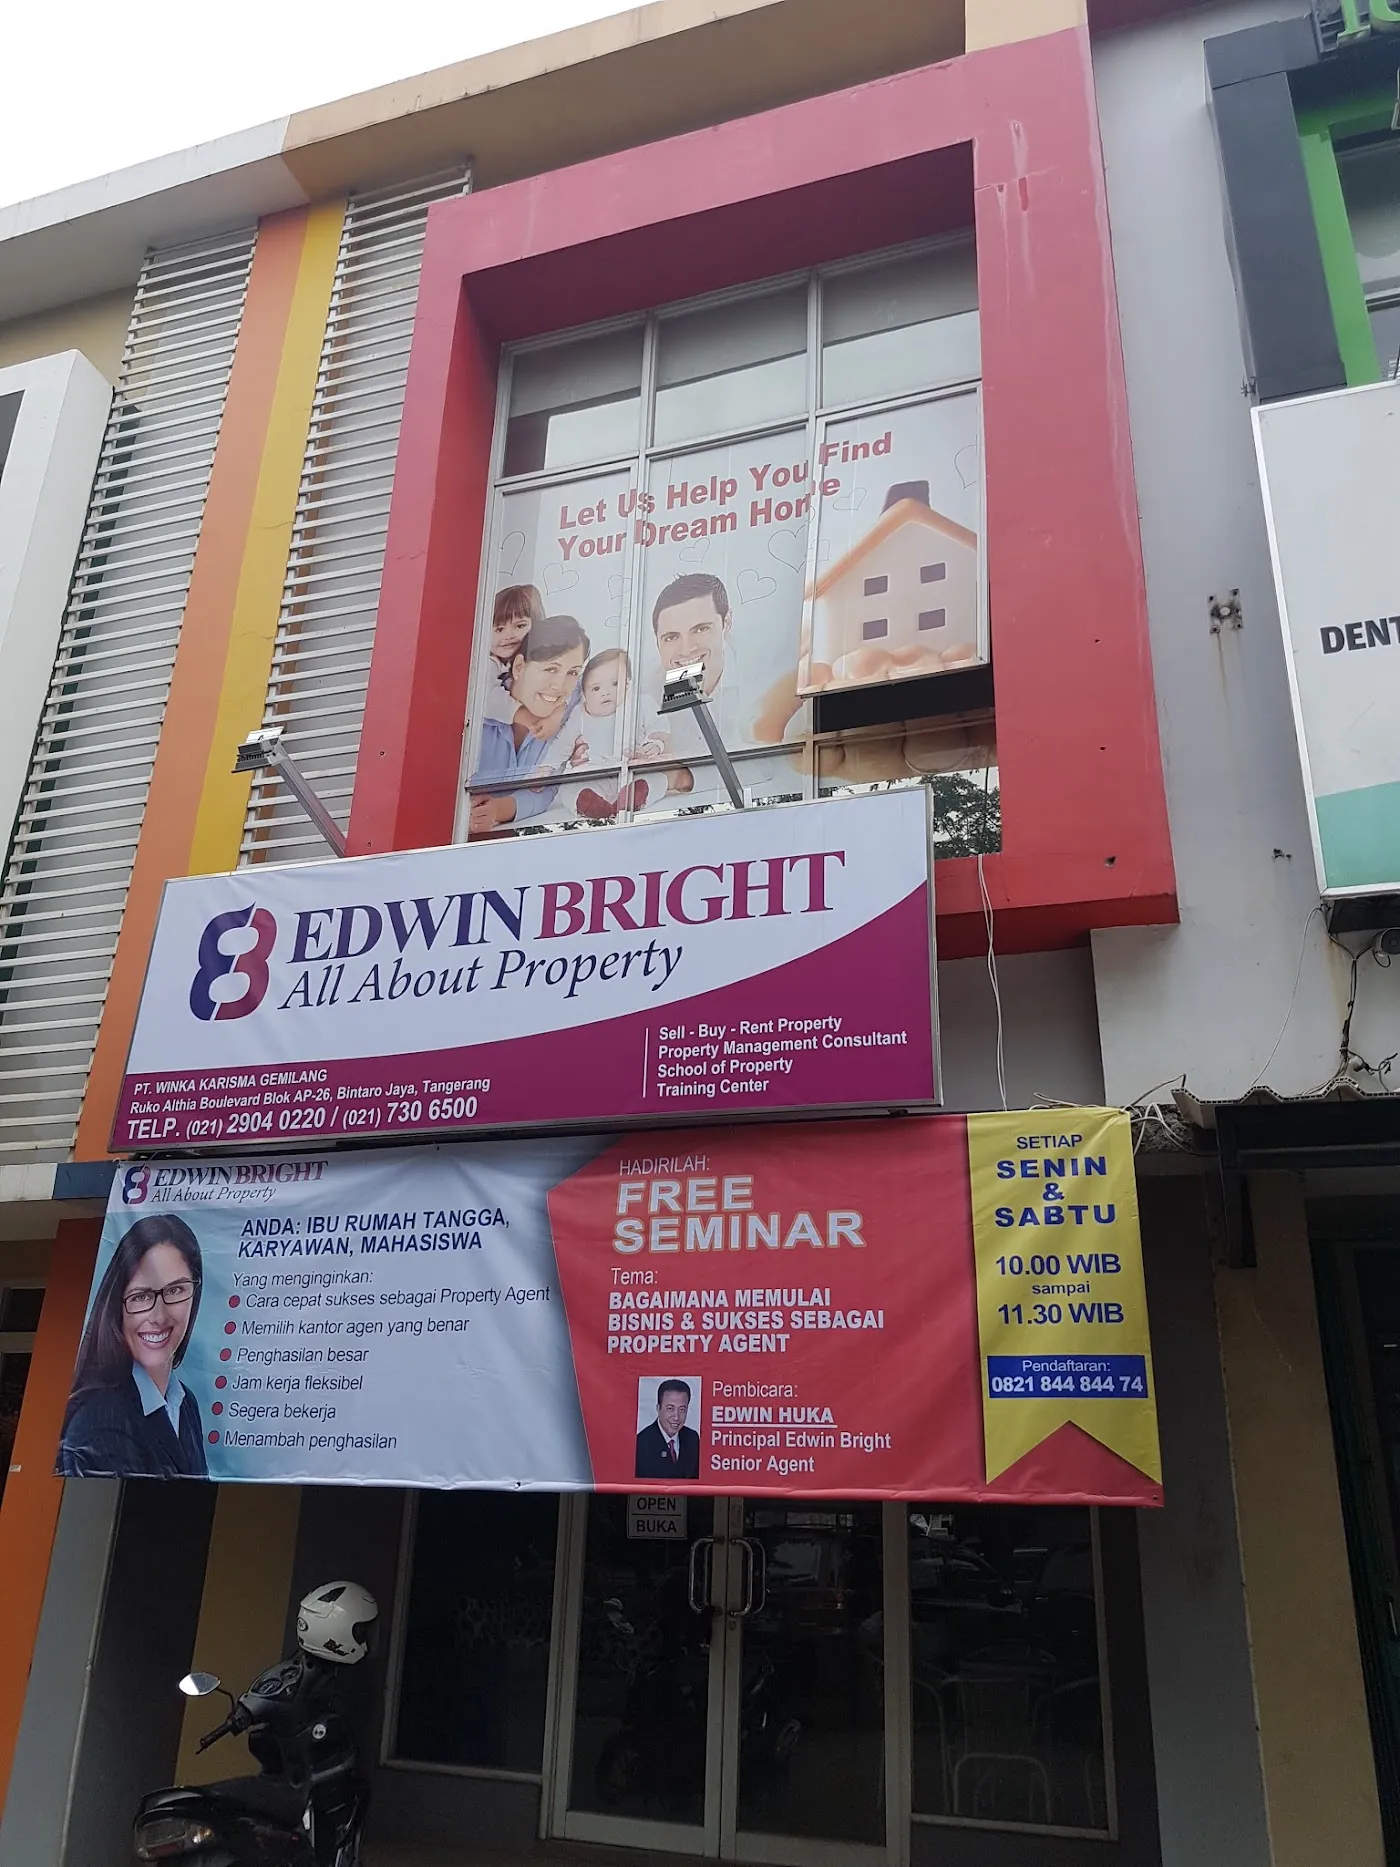 Let Us Help You Find
Your Dream Home
EDWIN BRIGHT
All About Property
Sell - Buy - Rent Property
Property Management Consultant
School of Property
Training Center
PT. WINKA KARISMA GEMILANG
Ruko Althia Boulevard Blok AP-26, Bintaro Jaya, Tangerang
TELP. (021) 2904 0220 / (021) 730 6500
EDWIN BRIGHT
All About Property
ANDA: IBU RUMAH TANGGA,
KARYAWAN, MAHASISWA
Yang menginginkan:
Cara cepat sukses sebagai Property Agent
Memilih kantor agen yang benar
Penghasilan besar
Jam kerja fleksibel
Segera bekerja
Menambah penghasilan
HADIRILAH:
FREE
SEMINAR
Tema:
BAGAIMANA MEMULAI
BISNIS & SUKSES SEBAGAI
PROPERTY AGENT
Pembicara:
EDWIN HUKA
Principal Edwin Bright
Senior Agent
SETIAP
SENIN
&
SABTU
10.00 WIB
sampai
11.30 WIB
Pendaftaran:
0821 844 844 74
OPEN
BUKA
DENT